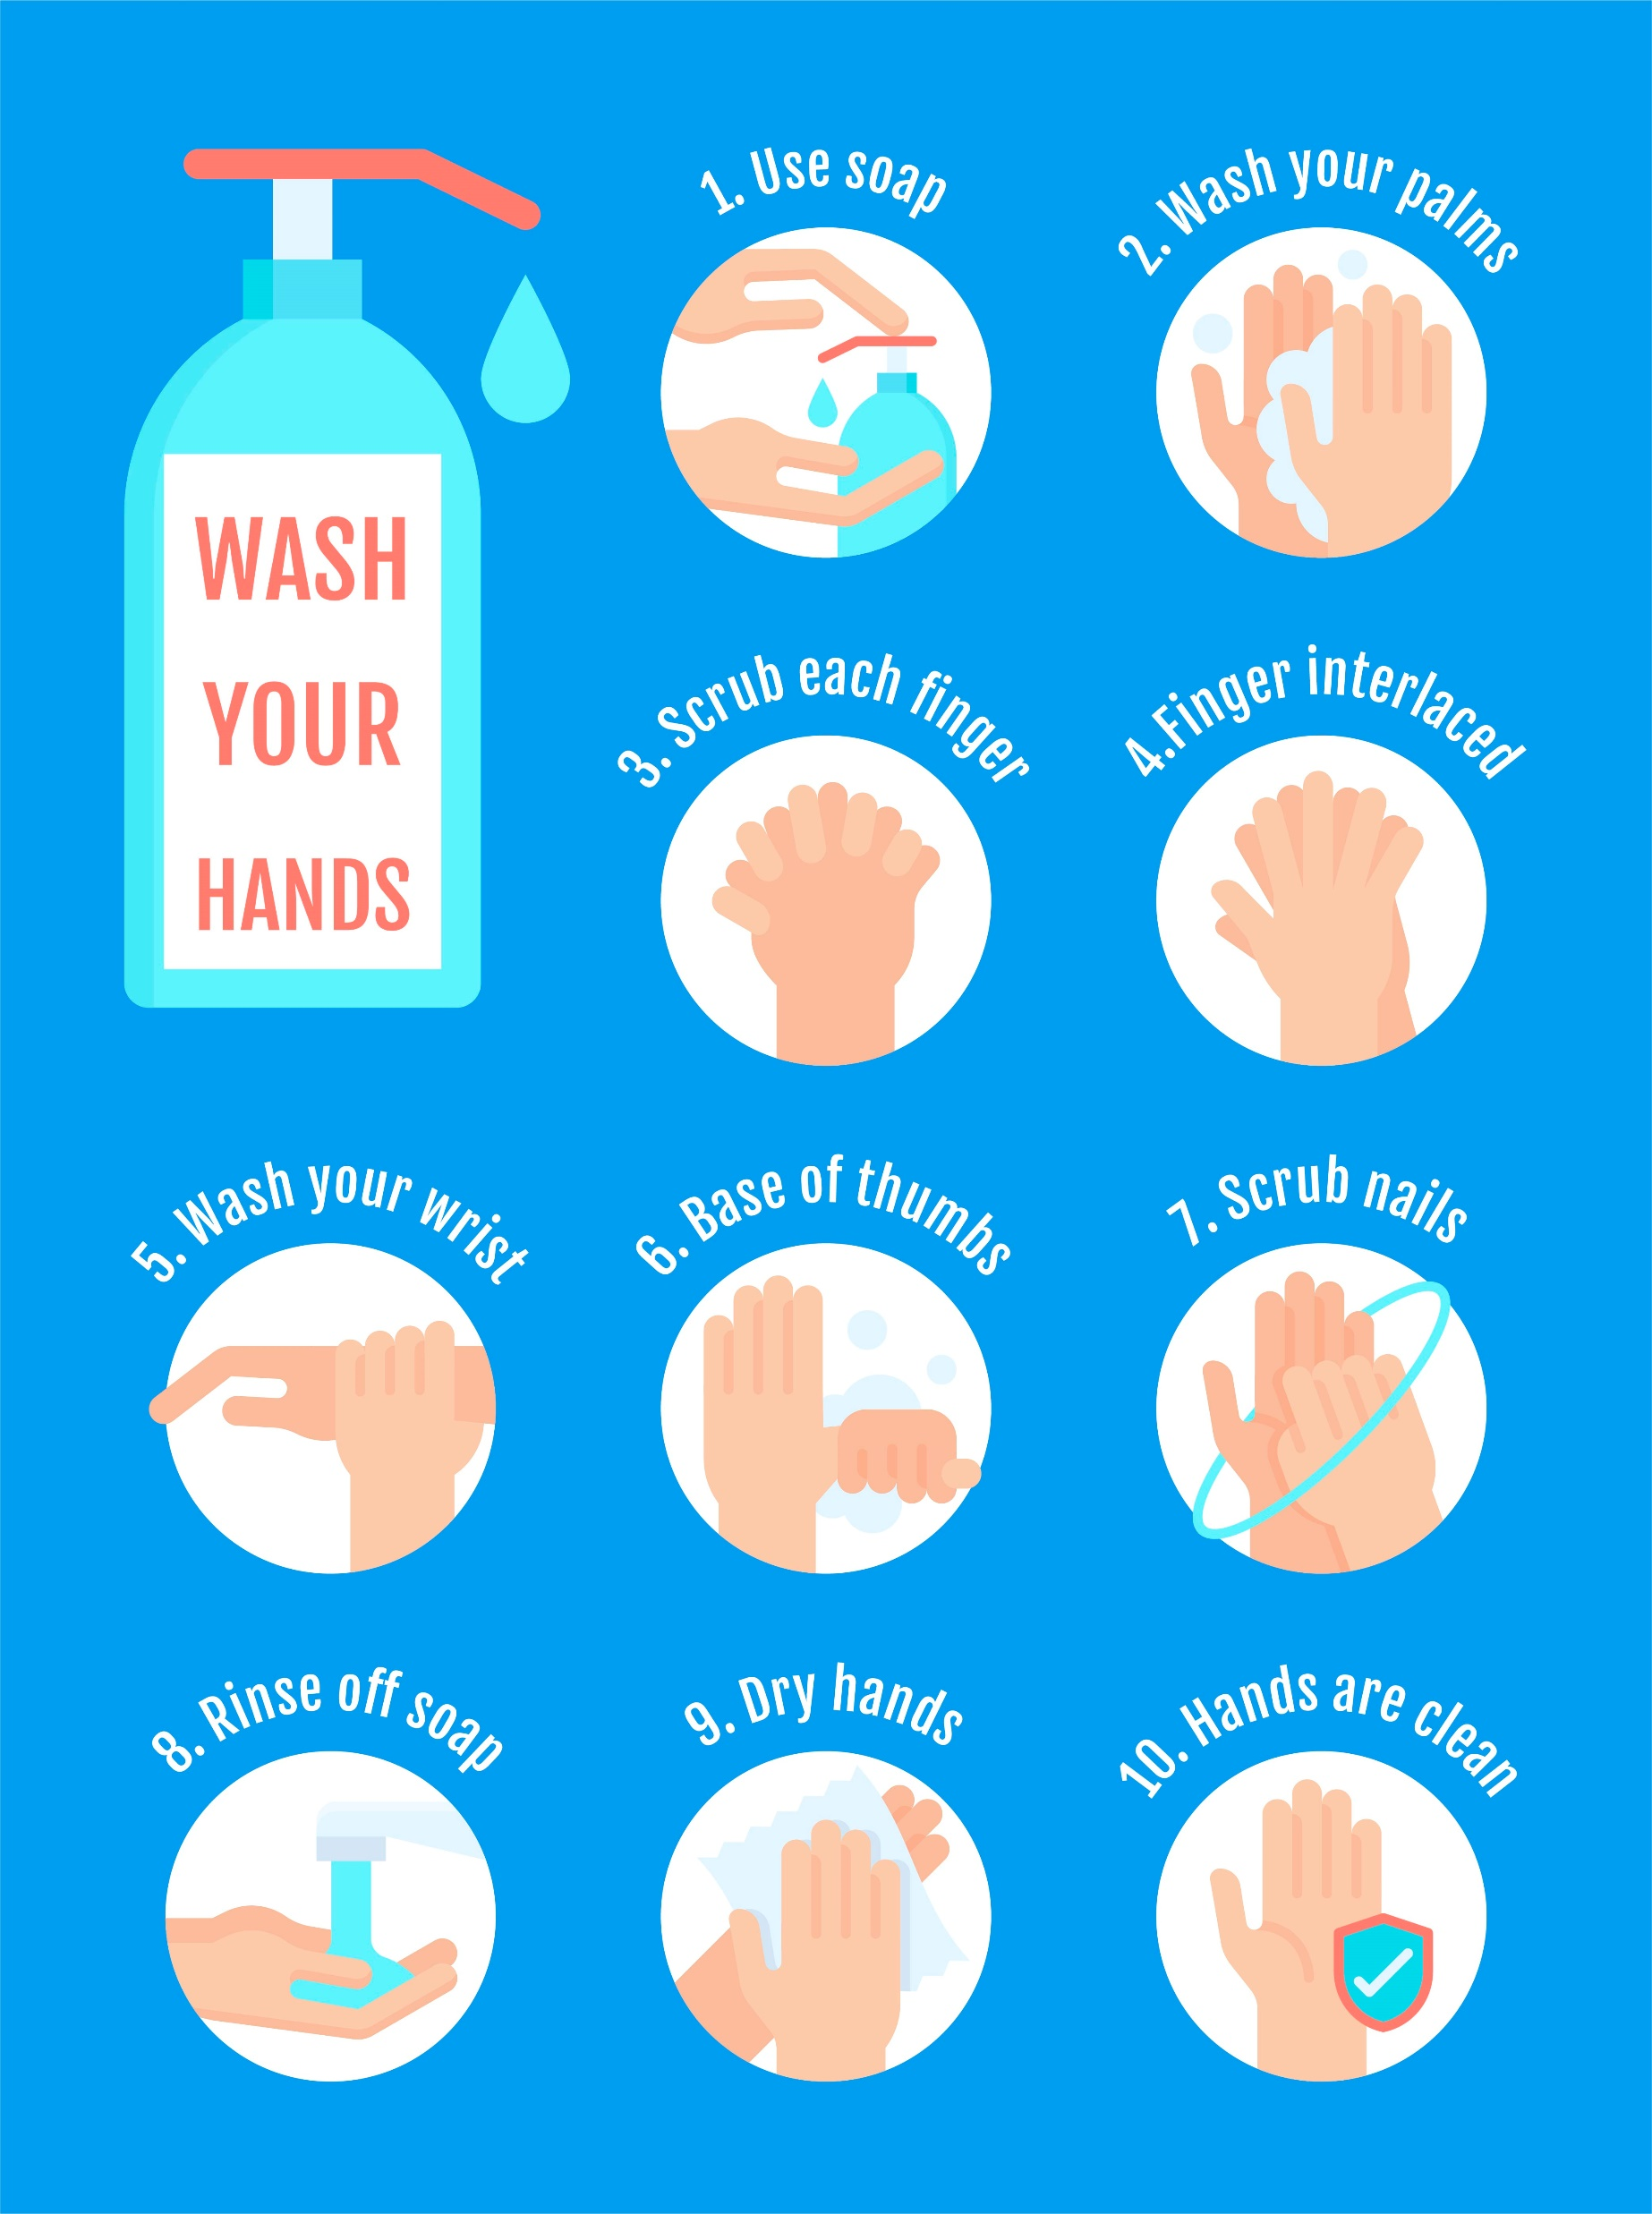 WASH
YOUR
HANDS
1. Use soap
2. Wash your palms
3. Scrub each finger
4.Finger interlaced
5. Wash your wrist
6. Base of thumbs
7. Scrub nails
8. Rinse off soap
9. Dry hands
10. Hands are clean